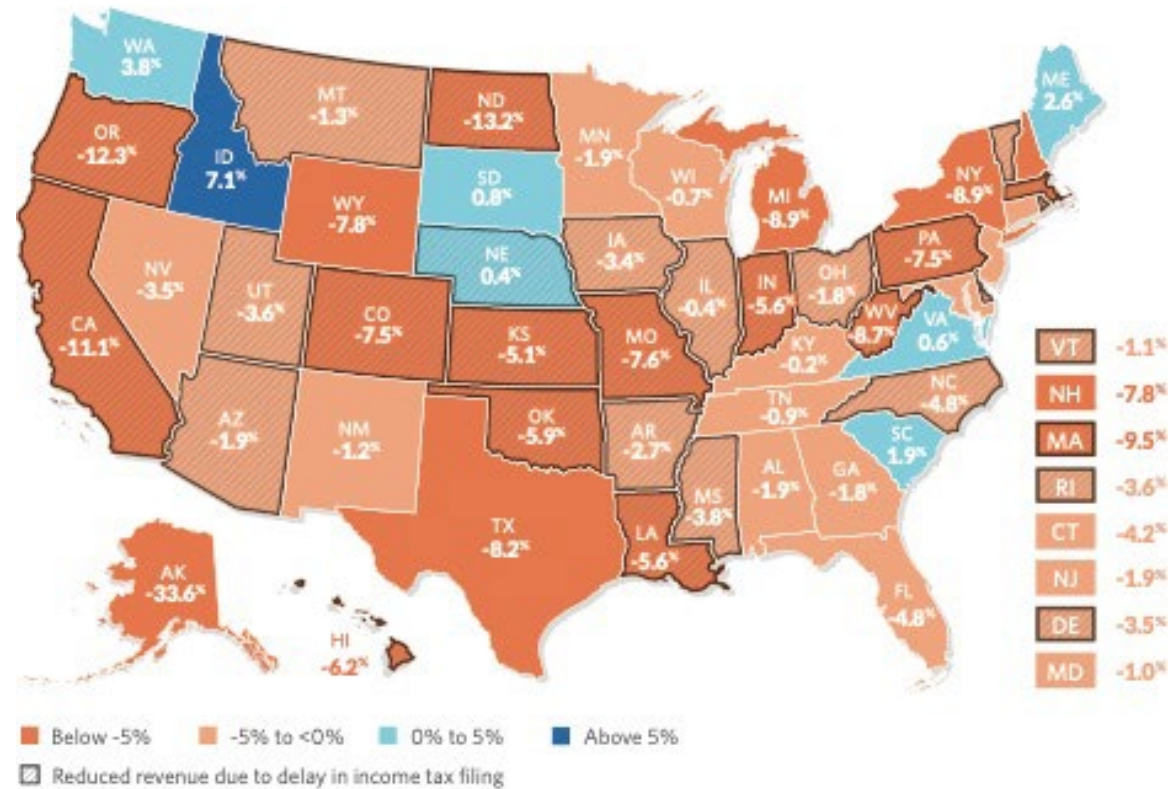 WA
3.8%
MT
-1.3%
ND
-13.2%
OR
-12.3%
ID
7.1%
MN
-1.9%
ME
2.6%
WI
-0.7%
SD
0.8%
WY
-7.8%
MI
-8.9%
NY
-8.9%
IA
-3.4%
NE
0.4%
PA
-7.5%
NV
-3.5%
UT
-3.6%
IL
-0.4%
IN
-5.6%
OH
-1.8%
CA
-11.1%
CO
-7.5%
KS
-5.1%
MO
-7.6%
WV
-8.7%
VA
0.6%
KY
-0.2%
NC
-4.8%
TN
-0.9%
AZ
-1.9%
NM
-1.2%
OK
-5.9%
AR
-2.7%
SC
1.9%
MS
-3.8%
AL
-1.9%
GA
-1.8%
TX
-8.2%
LA
-5.6%
FL
-4.8%
AK
-33.6%
HI
-6.2%
VT -1.1%
NH -7.8%
MA -9.5%
RI -3.6%
CT -4.2%
NJ -1.9%
DE -3.5%
MD -1.0%
Below -5% -5% to <0% 0% to 5% Above 5%
Reduced revenue due to delay in income tax filing